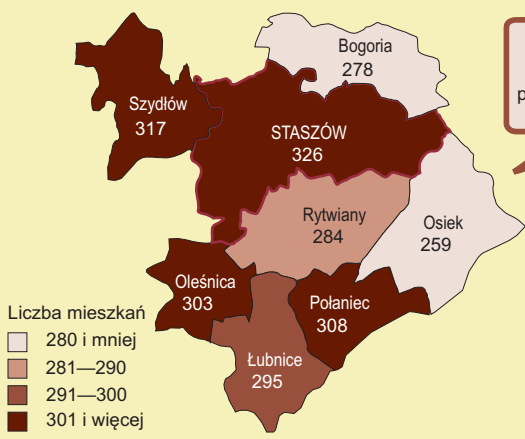 Bogoria
278
p
Szydłów
317
STASZÓW
326
Rytwiany
284
Osiek
259
Oleśnica
303
Połaniec
308
Łubnice
295
Liczba mieszkań
280 i mniej
281—290
291—300
301 i więcej